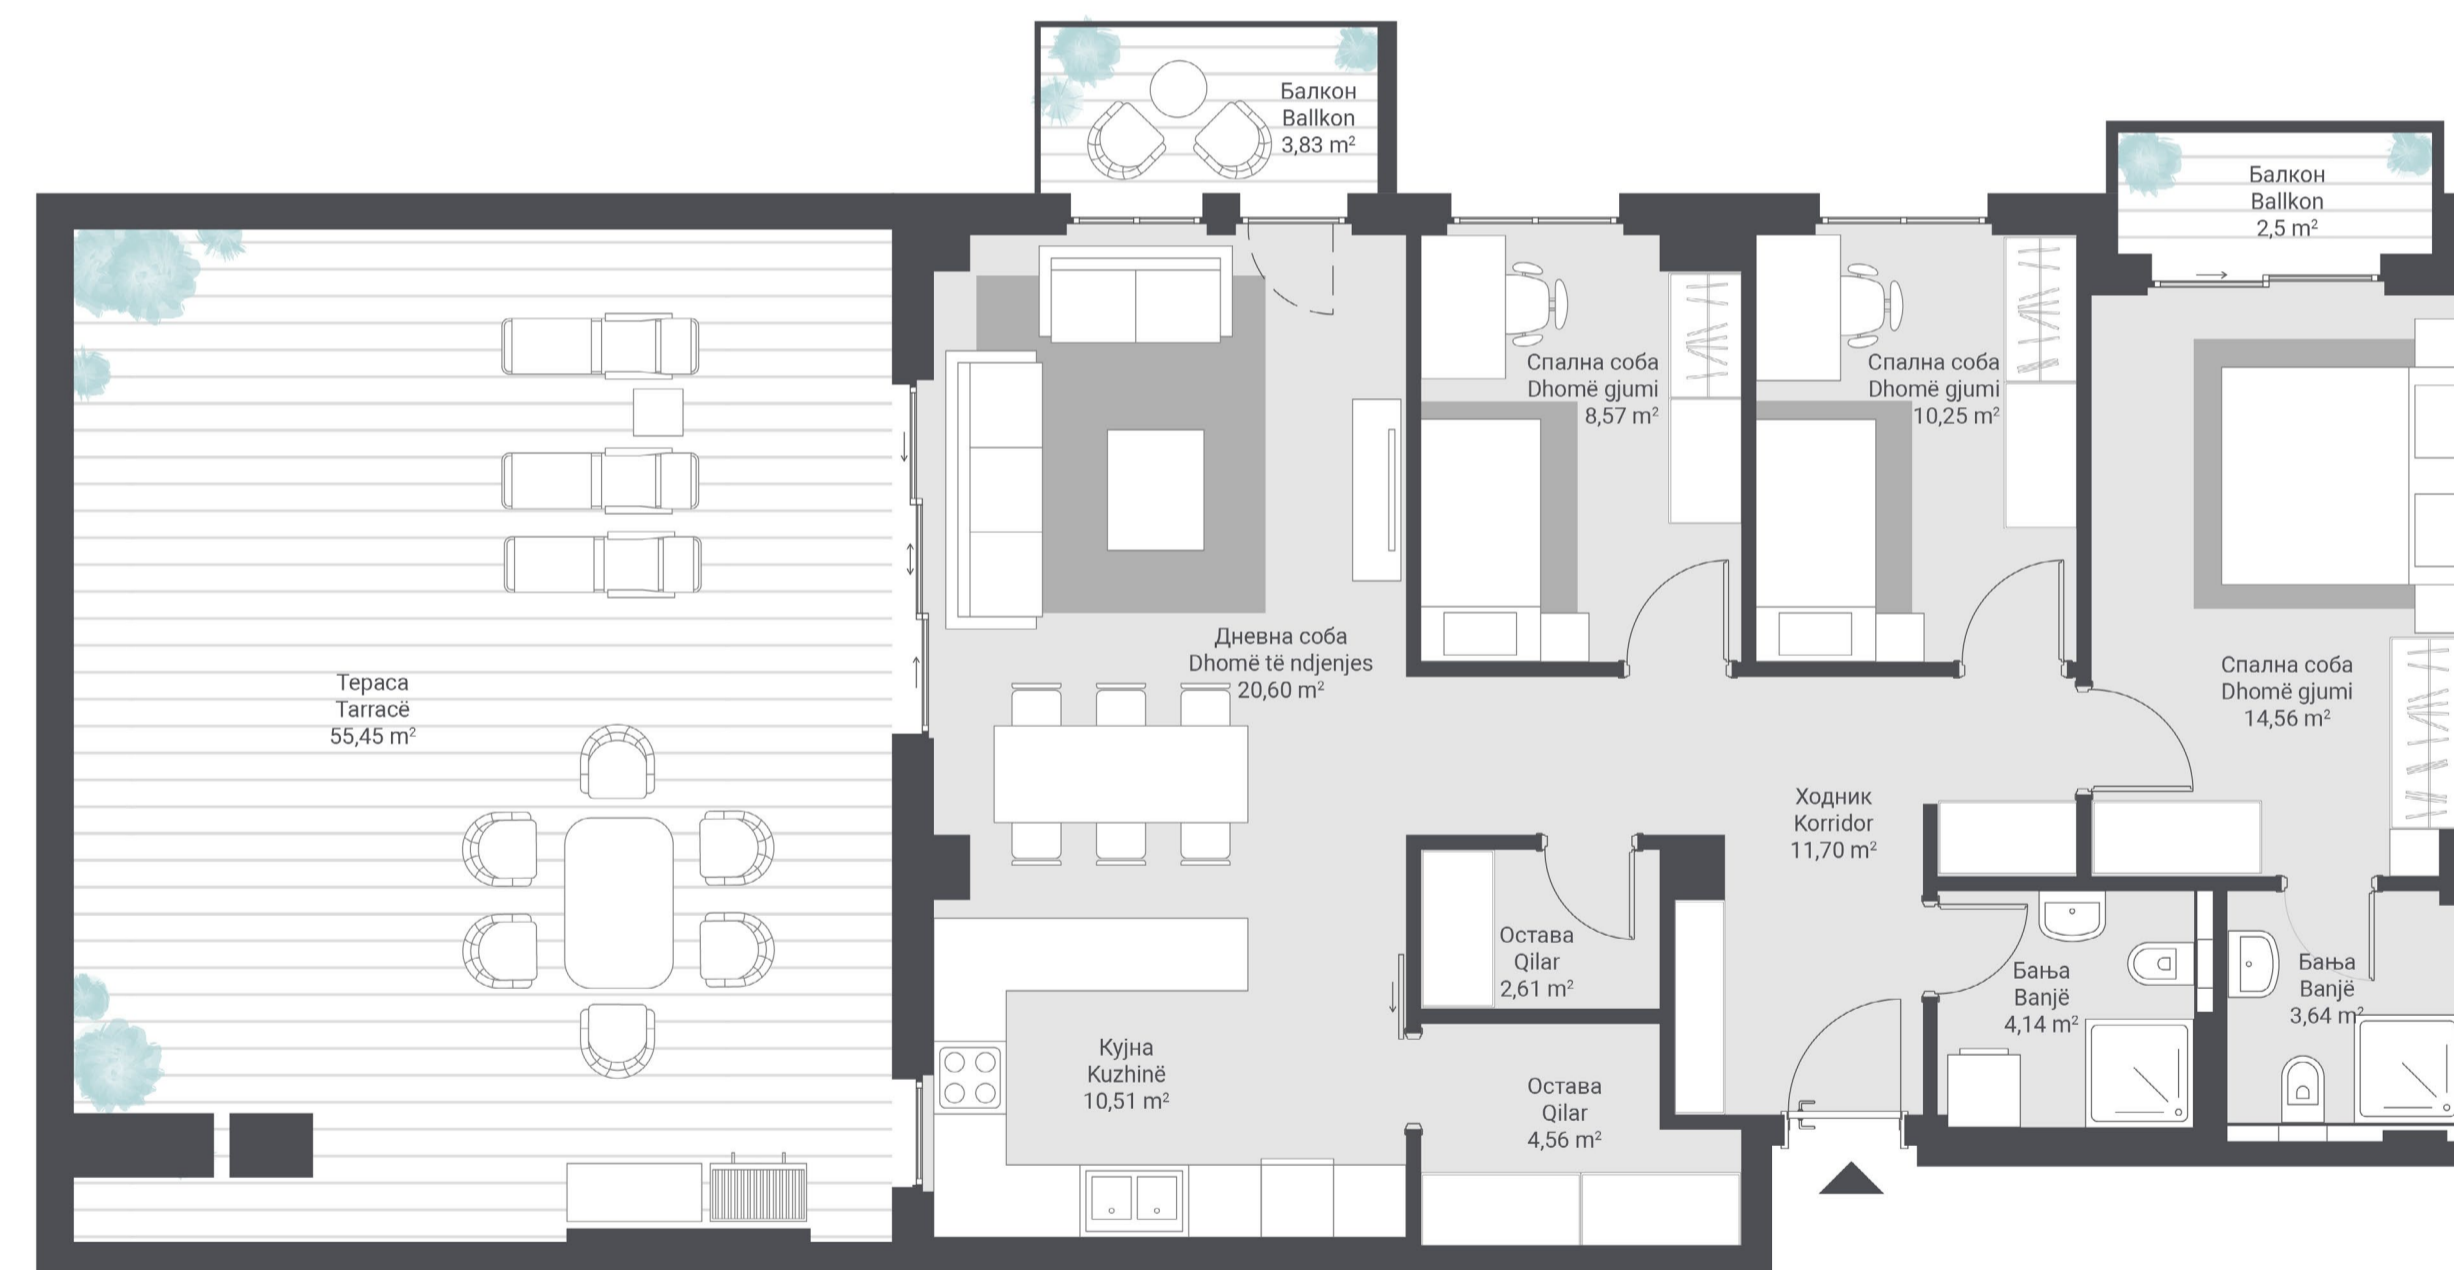 Балкон
Ballkon
3,83 m²
Балкон
Ballkon
2,5 m²
Спална соба
Dhomë gjumi
8,57 m²
Спална соба
Dhomë gjumi
10,25 m²
Дневна соба
Dhomë të ndjenjes
20,60 m²
Спална соба
Dhomë gjumi
14,56 m²
Тераса
Tarracë
55,45 m²
Ходник
Korridor
11,70 m²
Остава
Qilar
2,61 m²
Бања
Banjë
4,14 m²
Бања
Banjë
3,64 m²
Кујна
Kuzhinë
10,51 m²
Остава
Qilar
4,56 m²